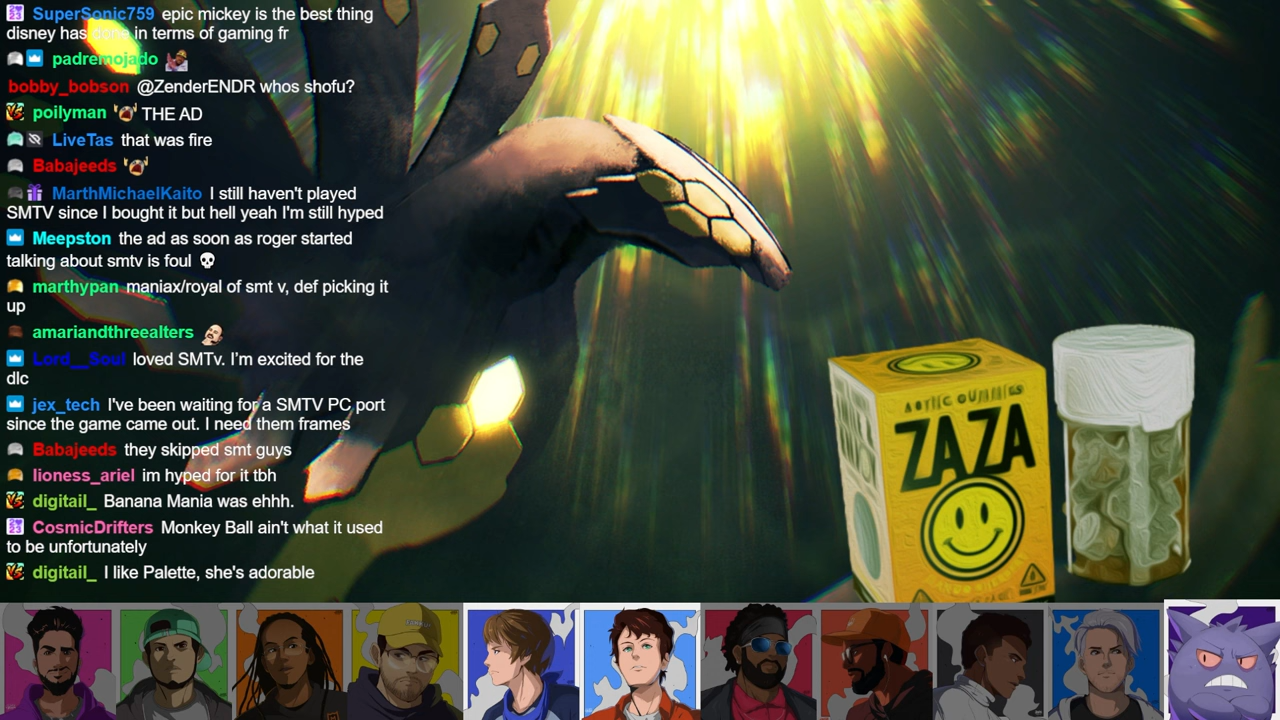 SuperSonic759 epic mickey is the best thing
disney has done in terms of gaming fr
padremojado
bobby_bobson @ZenderENDR whos shofu?
poilyman THE AD
LiveTas that was fire
Babajeeds
MarthMichaelKaito I still haven't played
SMTV since I bought it but hell yeah I'm still hyped
Meepston the ad as soon as roger started
talking about smtv is foul
marthypan maniax/royal of smt v, def picking it
up
amariandthreealters
Lord__Soul loved SMTv. I'm excited for the
dlc
jex_tech I've been waiting for a SMTV PC port
since the game came out. I need them frames
Babajeeds they skipped smt guys
lioness_ariel im hyped for it tbh
digitail_ Banana Mania was ehhh.
CosmicDrifters Monkey Ball ain't what it used
to be unfortunately
digitail_ I like Palette, she's adorable
ZAZA